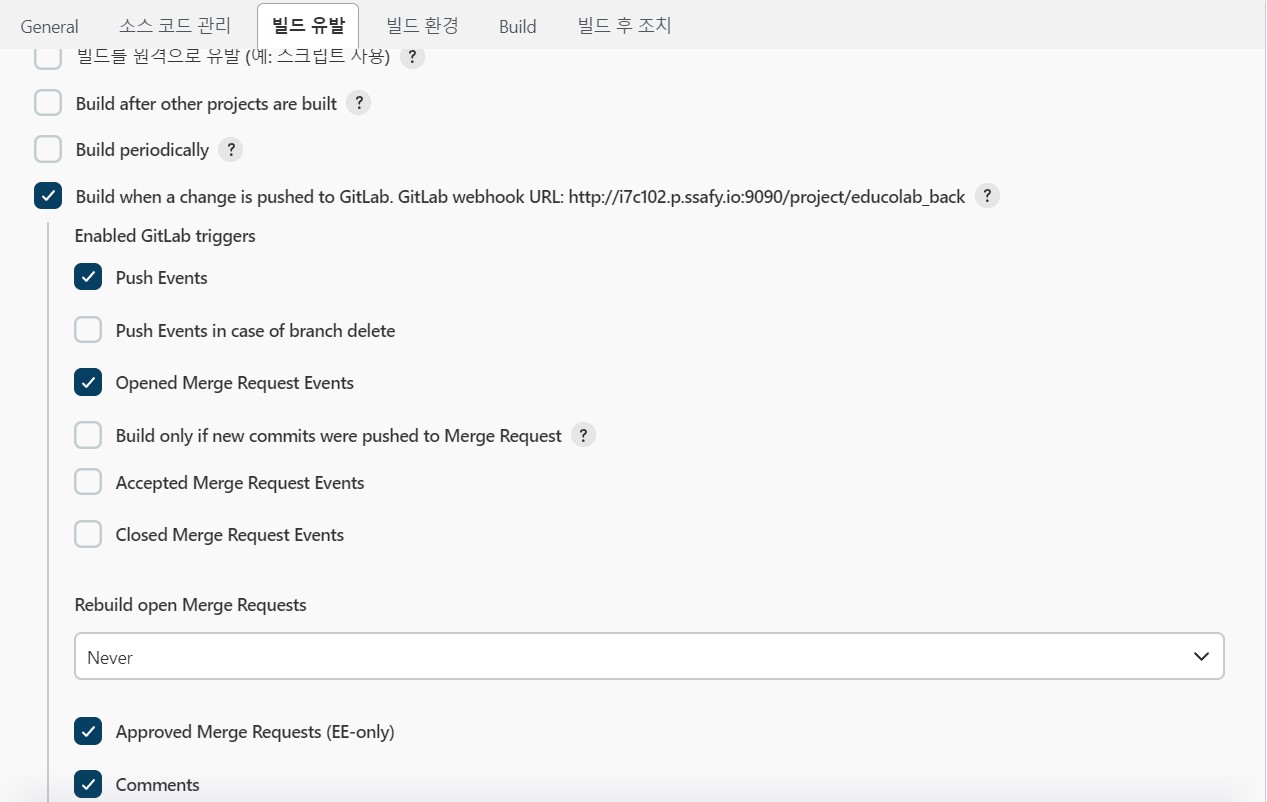 General 소스 코드 관리 빌드 유발 빌드 환경 Build 빌드 후 조치
빌드를 원격으로 유발 (예: 스크립트 사용) ?
Build after other projects are built ?
Build periodically ?
Build when a change is pushed to GitLab. GitLab webhook URL: http://i7c102.p.ssafy.io:9090/project/educolab_back ?
Enabled GitLab triggers
Push Events
Push Events in case of branch delete
Opened Merge Request Events
Build only if new commits were pushed to Merge Request ?
Accepted Merge Request Events
Closed Merge Request Events
Rebuild open Merge Requests
Never
Approved Merge Requests (EE-only)
Comments